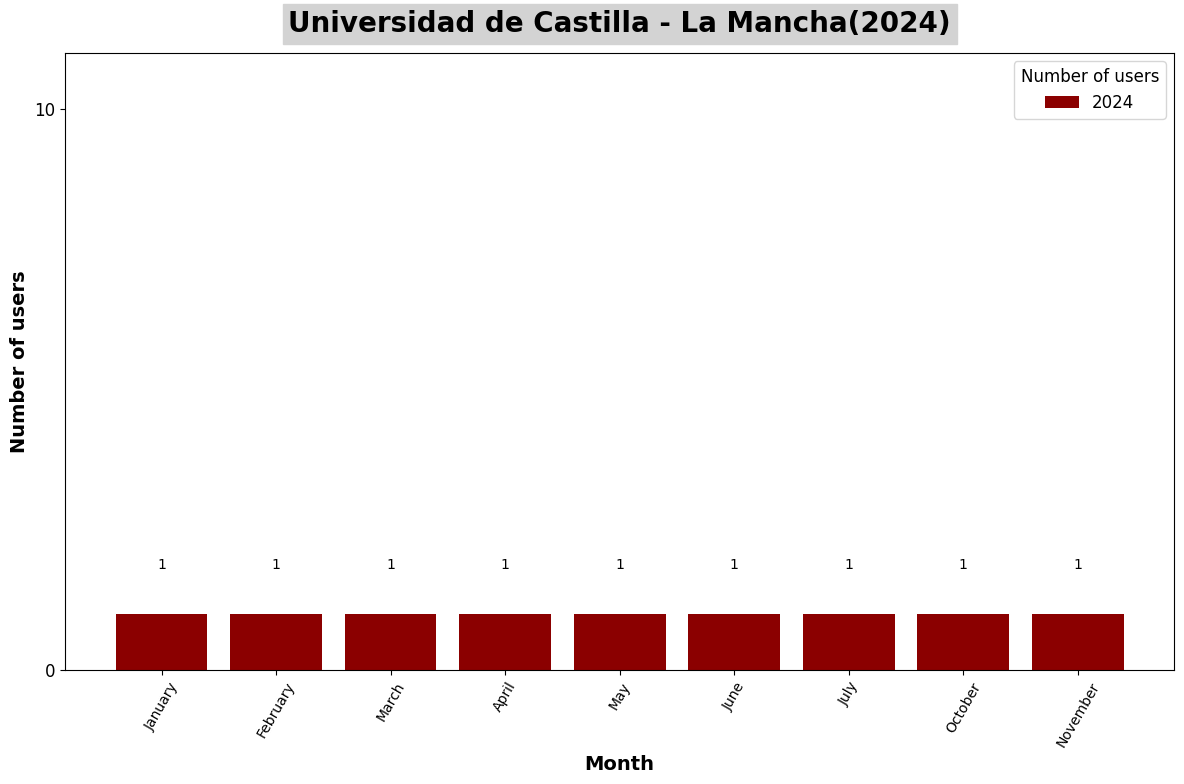 Universidad de Castilla - La Mancha(2024)
Number of users
2024
10
Number of users
1 1 1 1 1 1 1 1 1
0
January February March April May June July October November
Month